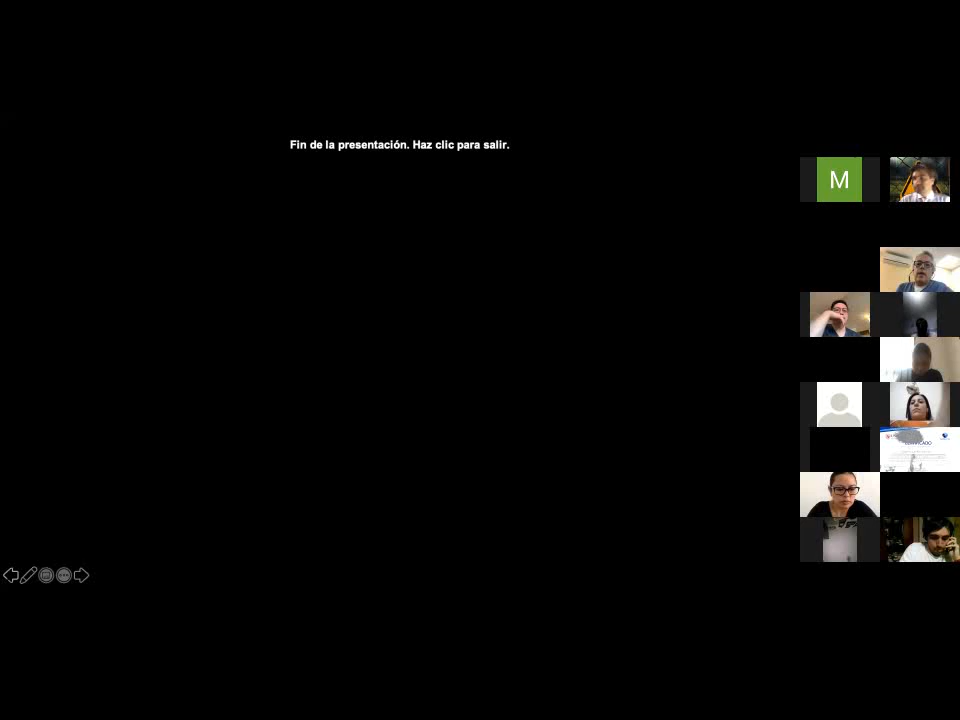 Fin de la presentación. Haz clic para salir.
M